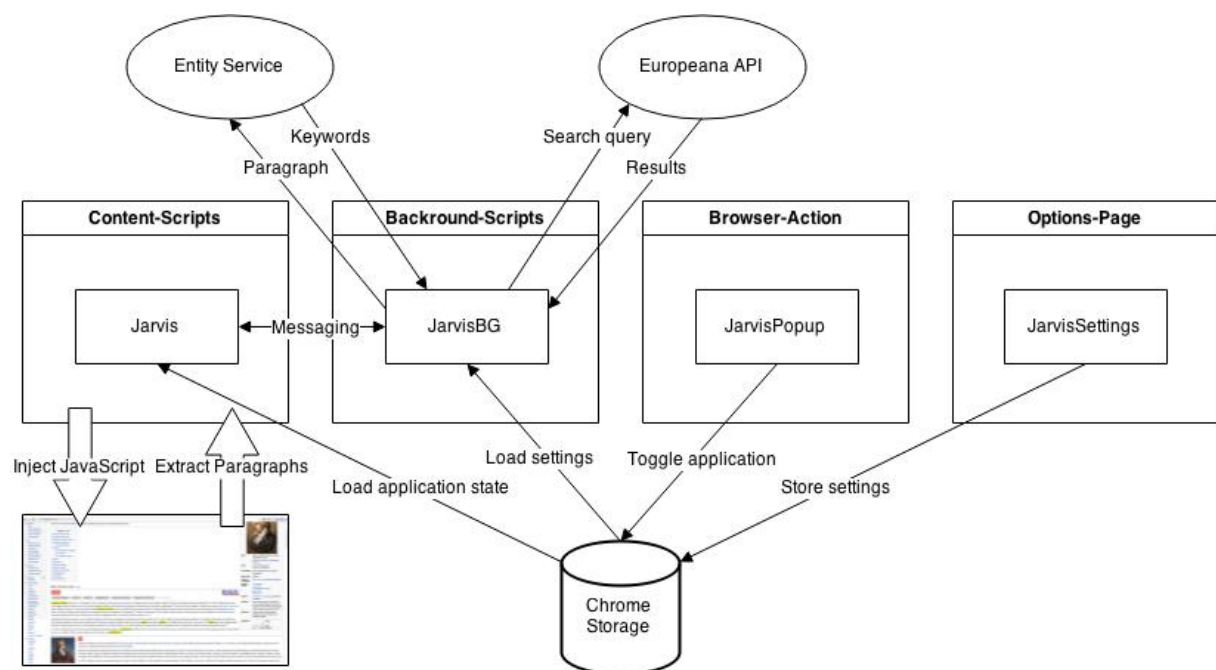 Entity Service
Europeana API
Keywords
Search query
Paragraph
Results
Content-Scripts
Backround-Scripts
Browser-Action
Options-Page
Jarvis
Messaging
JarvisBG
JarvisPopup
JarvisSettings
Inject JavaScript
Extract Paragraphs
Load settings
Toggle application
Load application state
Store settings
Chrome
Storage